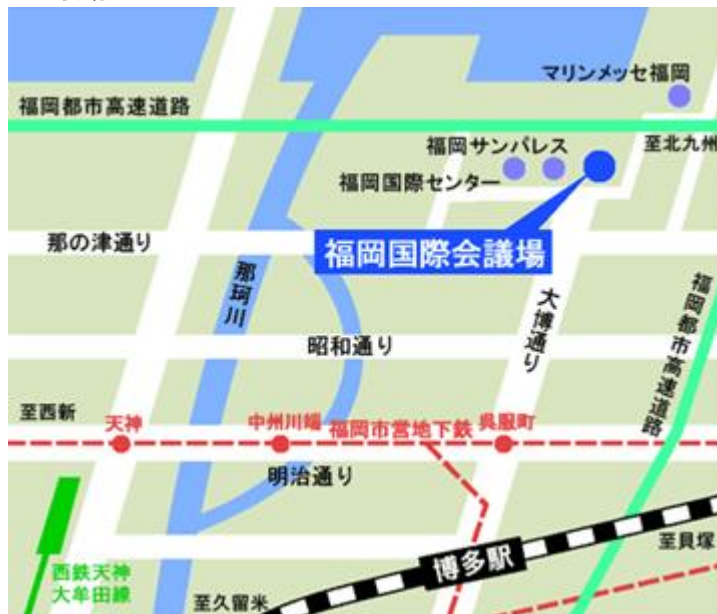 マリンメッセ福岡
福岡都市高速道路
福岡サンパレス
至北九州
福岡国際センター
福岡国際会議場
那の津通り
那珂川
大博通り
福岡都市高速道路
昭和通り
至西新
天神
中州川端
福岡市営地下鉄
呉服町
明治通り
博多駅
至貝塚
西鉄天神
大牟田線
至久留米